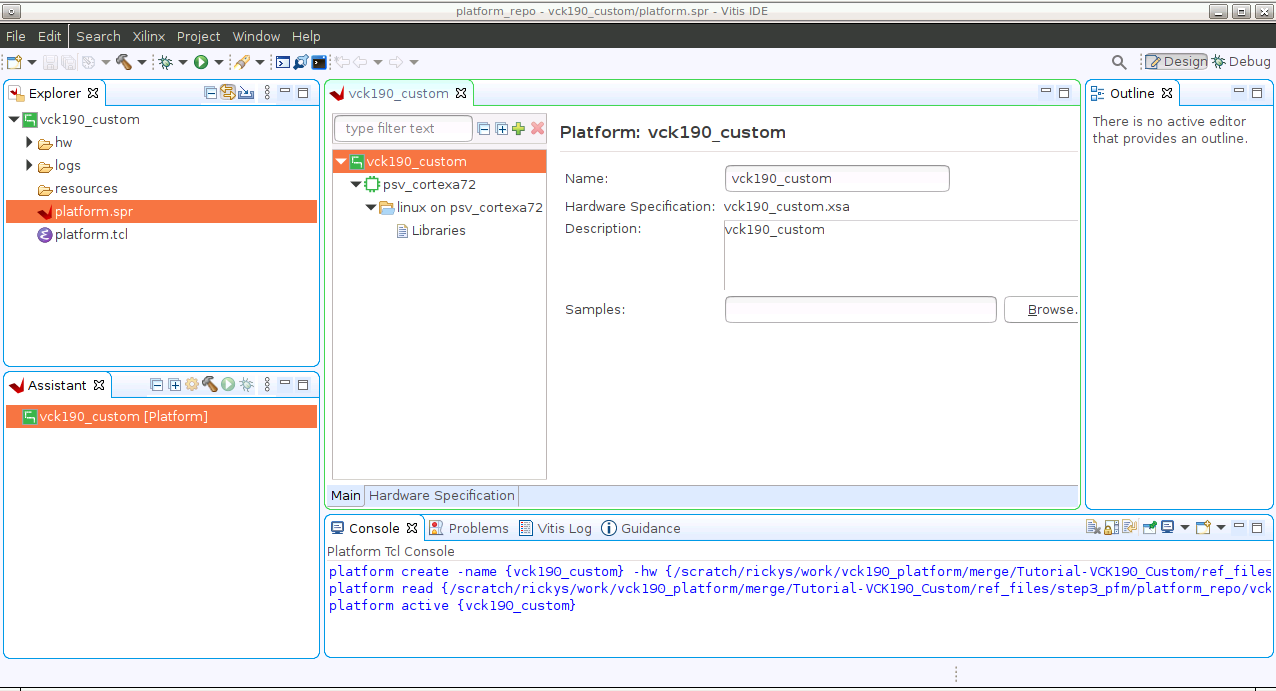 platform_repo - vck190_custom/platform.spr - Vitis IDE
File Edit Search Xilinx Project Window Help
Design Debug
Explorer
vck190_custom
hw
logs
resources
platform.spr
platform.tcl
Assistant
vck190_custom [Platform]
vck190_custom
type filter text
vck190_custom
psv_cortexa72
linux on psv_cortexa72
Libraries
Platform: vck190_custom
Name: vck190_custom
Hardware Specification: vck190_custom.xsa
Description: vck190_custom
Samples: Browse.
Main Hardware Specification
Outline
There is no active editor
that provides an outline.
Console Problems Vitis Log Guidance
Platform Tcl Console
platform create -name {vck190_custom} -hw {/scratch/rickys/work/vck190_platform/merge/Tutorial-VCK190_Custom/ref_files
platform read {/scratch/rickys/work/vck190_platform/merge/Tutorial-VCK190_Custom/ref_files/step3_pfm/platform_repo/vck
platform active {vck190_custom}